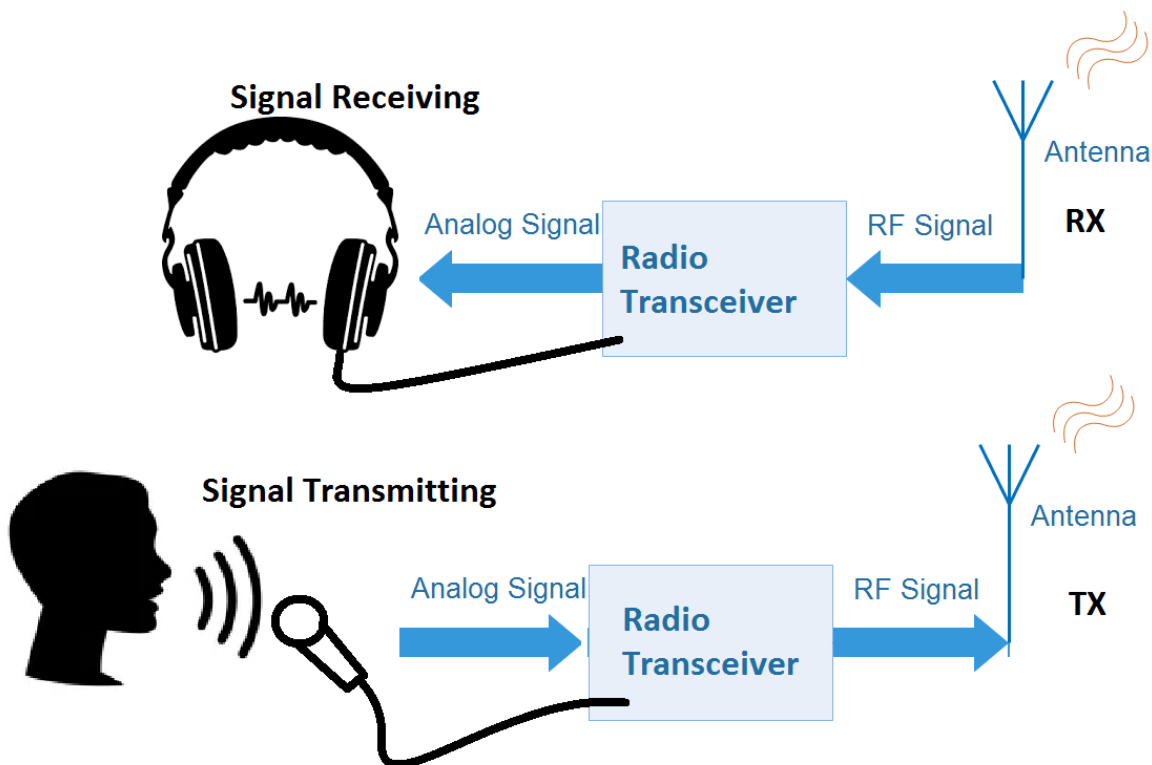 Signal Receiving
Antenna
Analog Signal
RF Signal
RX
Radio
Transceiver
Signal Transmitting
Antenna
Analog Signal
RF Signal
TX
Radio
Transceiver